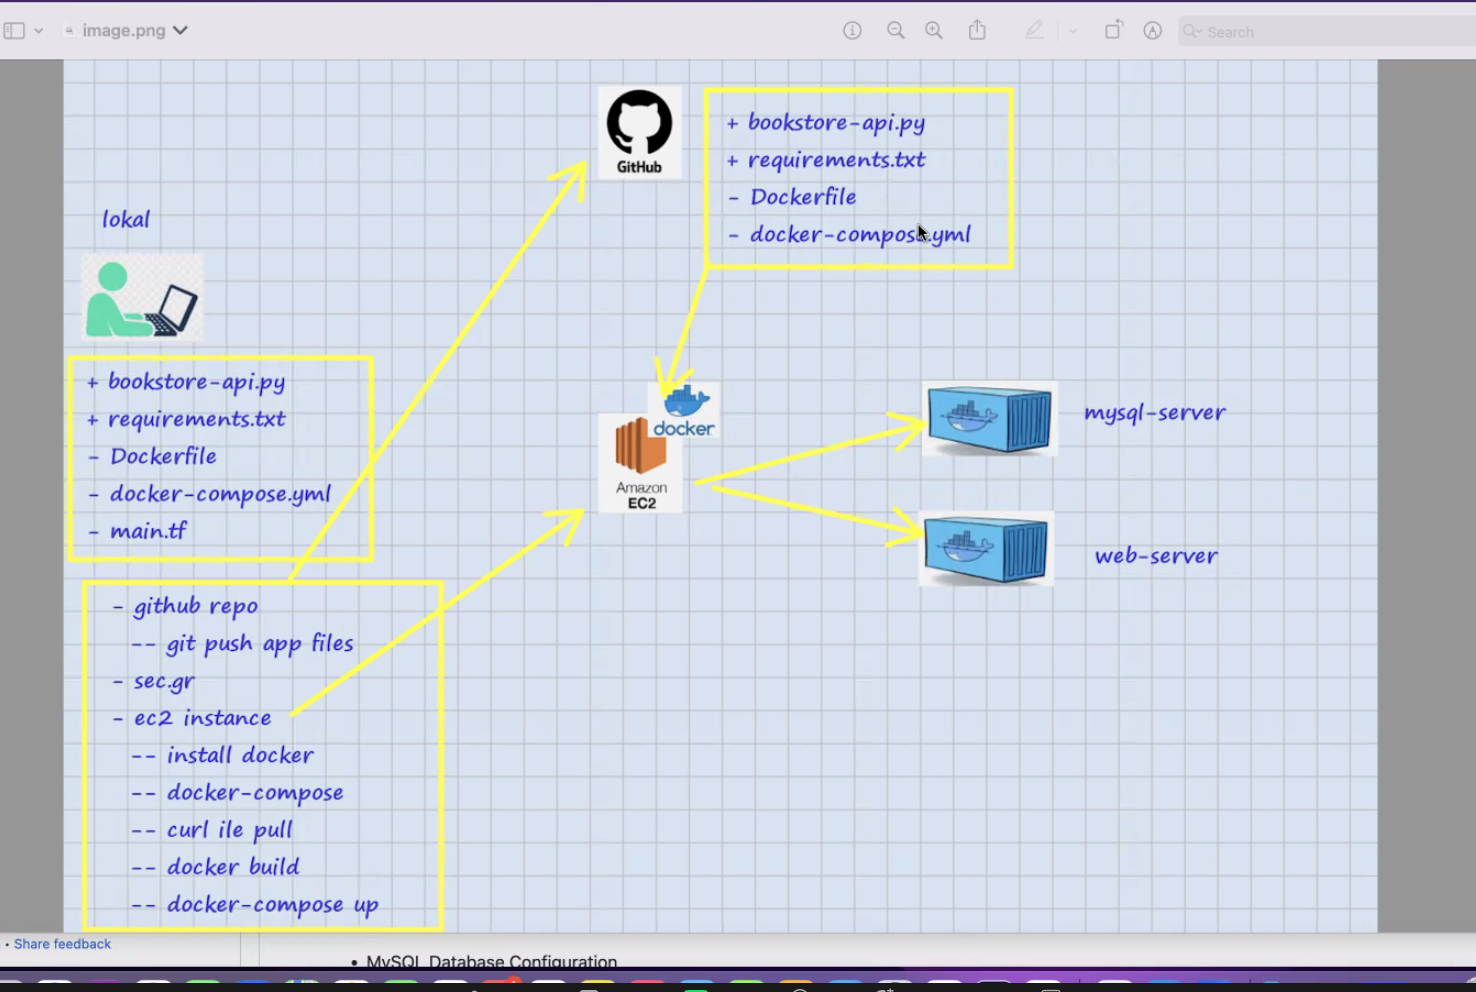 image.png
Search
GitHub
+ bookstore-api.py
+ requirements.txt
- Dockerfile
- docker-compose.yml
lokal
+ bookstore-api.py
+ requirements.txt
- Dockerfile
- docker-compose.yml
- main.tf
docker
Amazon
EC2
mysql-server
web-server
- github repo
-- git push app files
- sec.gr
- ec2 instance
-- install docker
-- docker-compose
-- curl ile pull
-- docker build
-- docker-compose up
• Share feedback
• MySQL Database Configuration